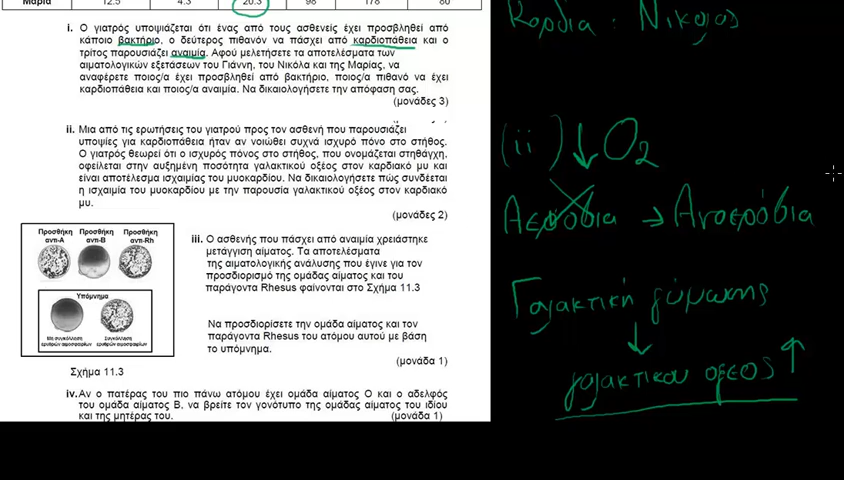 Μαρία 12.5 4.3 20.3 98 178 80
i. Ο γιατρός υποψιάζεται ότι ένας από τους ασθενείς έχει προσβληθεί από
κάποιο βακτήριο, ο δεύτερος πιθανόν να πάσχει από καρδιοπάθεια και ο
τρίτος παρουσιάζει αναιμία. Αφού μελετήσετε τα αποτελέσματα των
αιματολογικών εξετάσεων του Γιάννη, του Νικόλα και της Μαρίας, να
αναφέρετε ποιος/α έχει προσβληθεί από βακτήριο, ποιος/α πιθανό να έχει
καρδιοπάθεια και ποιος/α αναιμία. Να δικαιολογήσετε την απόφαση σας.
(μονάδες 3)
ii. Μια από τις ερωτήσεις του γιατρού προς τον ασθενή που παρουσιάζει
υποψίες για καρδιοπάθεια ήταν αν νοιώθει συχνά ισχυρό πόνο στο στήθος.
Ο γιατρός θεωρεί ότι ο ισχυρός πόνος στο στήθος, που ονομάζεται στηθάγχη,
οφείλεται στην αυξημένη ποσότητα γαλακτικού οξέος στον καρδιακό μυ και
είναι αποτέλεσμα ισχαιμίας του μυοκαρδίου. Να δικαιολογήσετε πώς συνδέεται
η ισχαιμία του μυοκαρδίου με την παρουσία γαλακτικού οξέος στον καρδιακό
μυ.
(μονάδες 2)
Προσθήκη αντι-Α Προσθήκη αντι-Β Προσθήκη αντι-Rh
Υπόμνημα
Μη συγκόλληση ερυθρών αιμοσφαιρίων
Συγκόλληση ερυθρών αιμοσφαιρίων
Σχήμα 11.3
iii. Ο ασθενής που πάσχει από αναιμία χρειάστηκε
μετάγγιση αίματος. Τα αποτελέσματα
της αιματολογικής ανάλυσης που έγινε για τον
προσδιορισμό της ομάδας αίματος και του
παράγοντα Rhesus φαίνονται στο Σχήμα 11.3
Να προσδιορίσετε την ομάδα αίματος και τον
παράγοντα Rhesus του ατόμου αυτού με βάση
το υπόμνημα.
(μονάδα 1)
iv. Αν ο πατέρας του πιο πάνω ατόμου έχει ομάδα αίματος Ο και ο αδελφός
του ομάδα αίματος Β, να βρείτε τον γονότυπο της ομάδας αίματος του ιδίου
και της μητέρας του. (μονάδα 1)
Καρδια: Νικολας
(ii) ↓ O2
Αερόβια → Αναερόβια
Γαλακτική ζύμωσης
↓
γαλακτικου οξεος ↑